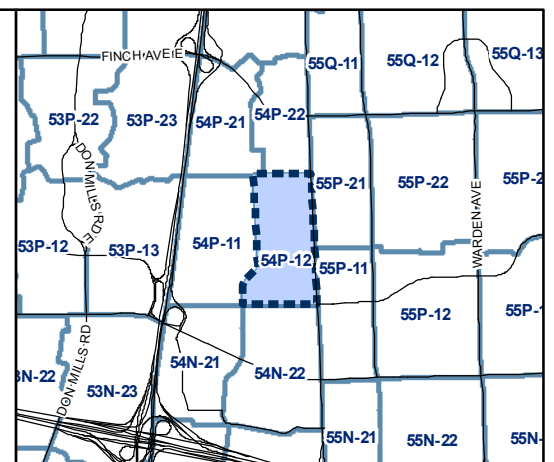 FINCH AVE E
55Q-11
55Q-12
55Q-13
53P-22
53P-23
54P-21
54P-22
DON MILLS RD E
55P-21
55P-22
55P-2
WARDEN AVE
53P-12
53P-13
54P-11
54P-12
55P-11
55P-12
55P-1
DON MILLS RD
3N-22
53N-23
54N-21
54N-22
55N-21
55N-22
55N-